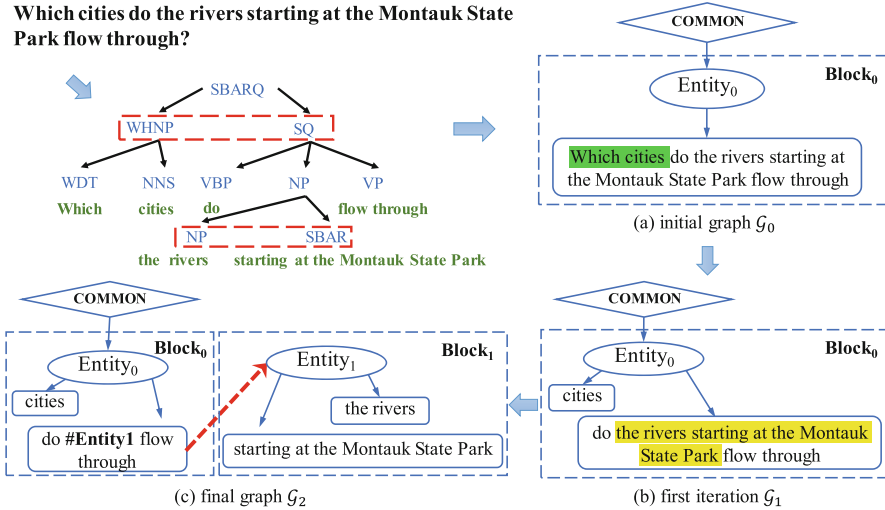 Which cities do the rivers starting at the Montauk State
Park flow through?
SBARQ
WHNP SQ
WDT NNS VBP NP VP
Which cities do flow through
NP SBAR
the rivers starting at the Montauk State Park
COMMON
Block0
Entity0
Which cities do the rivers starting at
the Montauk State Park flow through
(a) initial graph 𝒢0
COMMON
Block0
Entity0
cities
do the rivers starting at the Montauk
State Park flow through
(b) first iteration 𝒢1
COMMON
Block0
Entity0
cities
do #Entity1 flow
through
Block1
Entity1
the rivers
starting at the Montauk State Park
(c) final graph 𝒢2